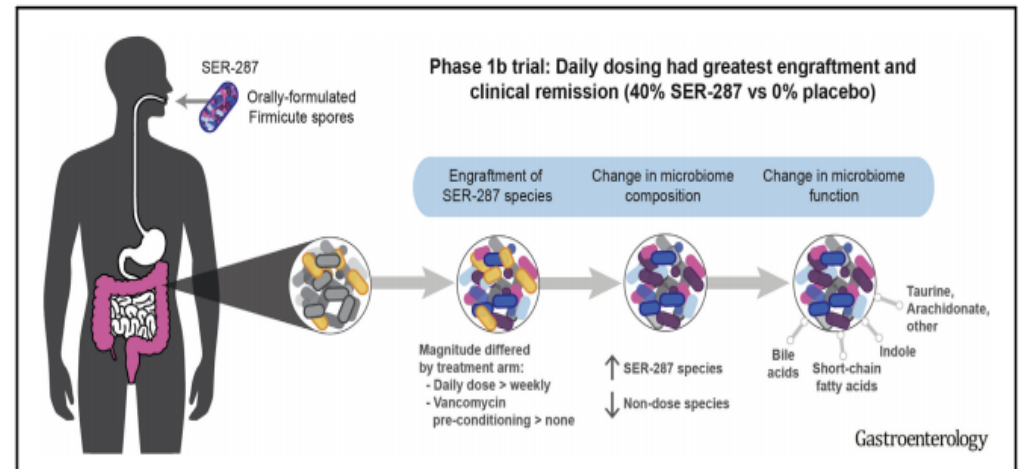 SER-287
Orally-formulated
Firmicute spores
Phase 1b trial: Daily dosing had greatest engraftment and
clinical remission (40% SER-287 vs 0% placebo)
Engraftment of
SER-287 species
Change in microbiome
composition
Change in microbiome
function
Magnitude differed
by treatment arm:
- Daily dose > weekly
- Vancomycin
pre-conditioning > none
↑ SER-287 species
↓ Non-dose species
Taurine,
Arachidonate,
other
Indole
Short-chain
fatty acids
Bile
acids
Gastroenterology